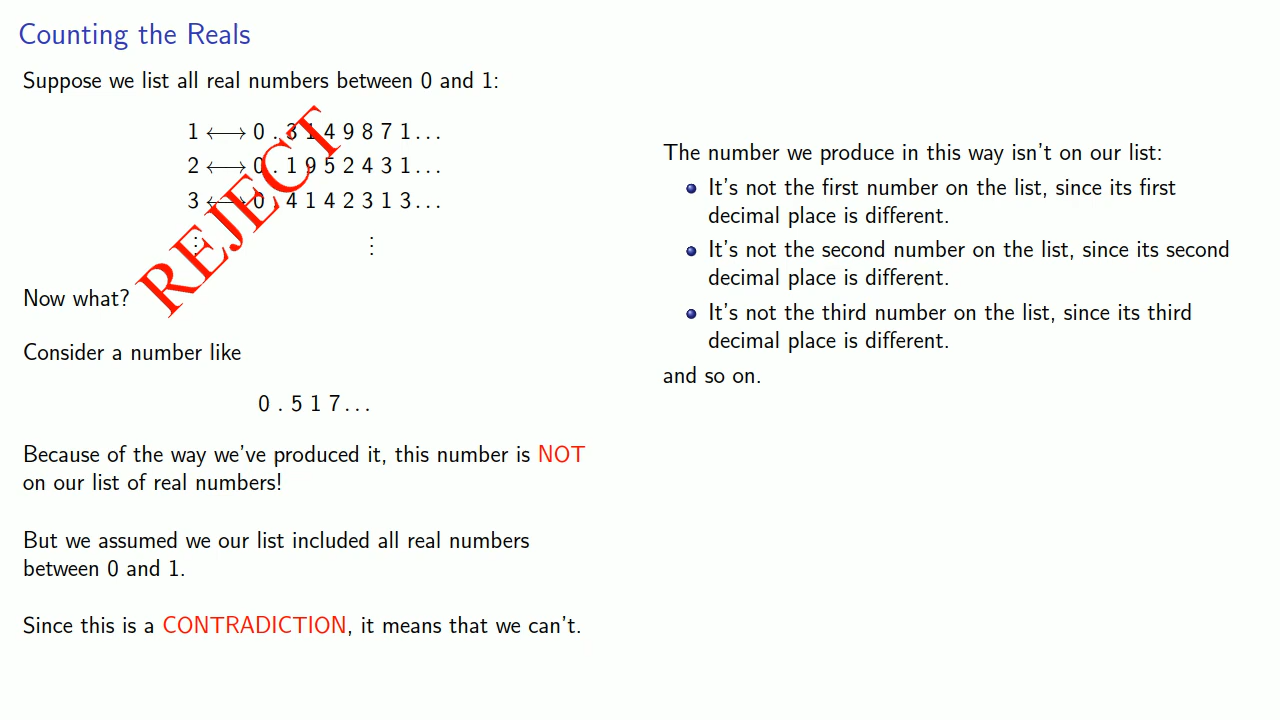 Counting the Reals
Suppose we list all real numbers between 0 and 1:
1 ⟷ 0 . 3 1 4 9 8 7 1 . . .
2 ⟷ 0 . 1 9 5 2 4 3 1 . . .
3 ⟷ 0 . 4 1 4 2 3 1 3 . . .
⋮ ⋮
REJECT
Now what?
Consider a number like
0 . 5 1 7 . . .
Because of the way we've produced it, this number is NOT
on our list of real numbers!
But we assumed we our list included all real numbers
between 0 and 1.
Since this is a CONTRADICTION, it means that we can't.
The number we produce in this way isn't on our list:
It's not the first number on the list, since its first
decimal place is different.
It's not the second number on the list, since its second
decimal place is different.
It's not the third number on the list, since its third
decimal place is different.
and so on.